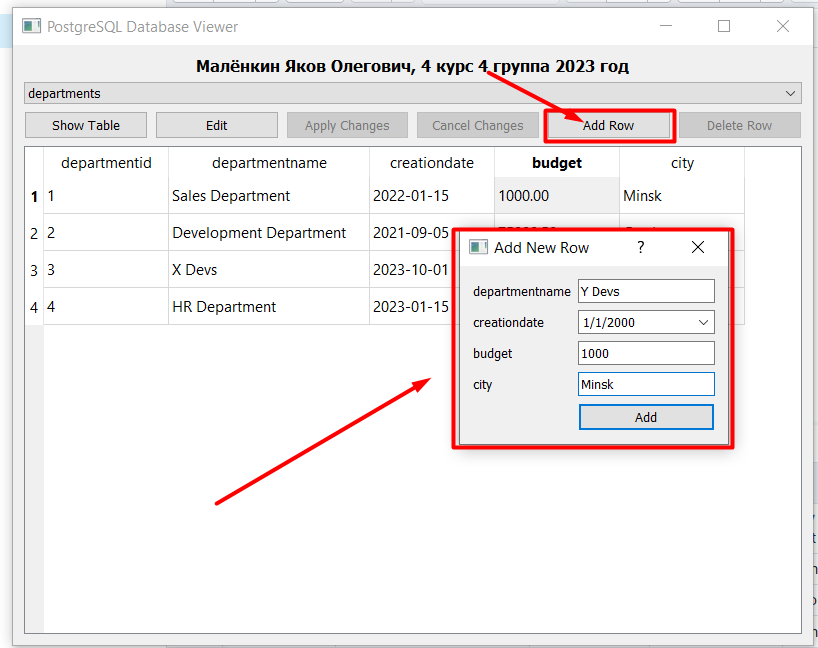 PostgreSQL Database Viewer
Малёнкин Яков Олегович, 4 курс 4 группа 2023 год
departments
Show Table Edit Apply Changes Cancel Changes Add Row Delete Row
departmentid departmentname creationdate budget city
1 1 Sales Department 2022-01-15 1000.00 Minsk
2 2 Development Department 2021-09-05
3 3 X Devs 2023-10-01
4 4 HR Department 2023-01-15
Add New Row ?
departmentname Y Devs
creationdate 1/1/2000
budget 1000
city Minsk
Add